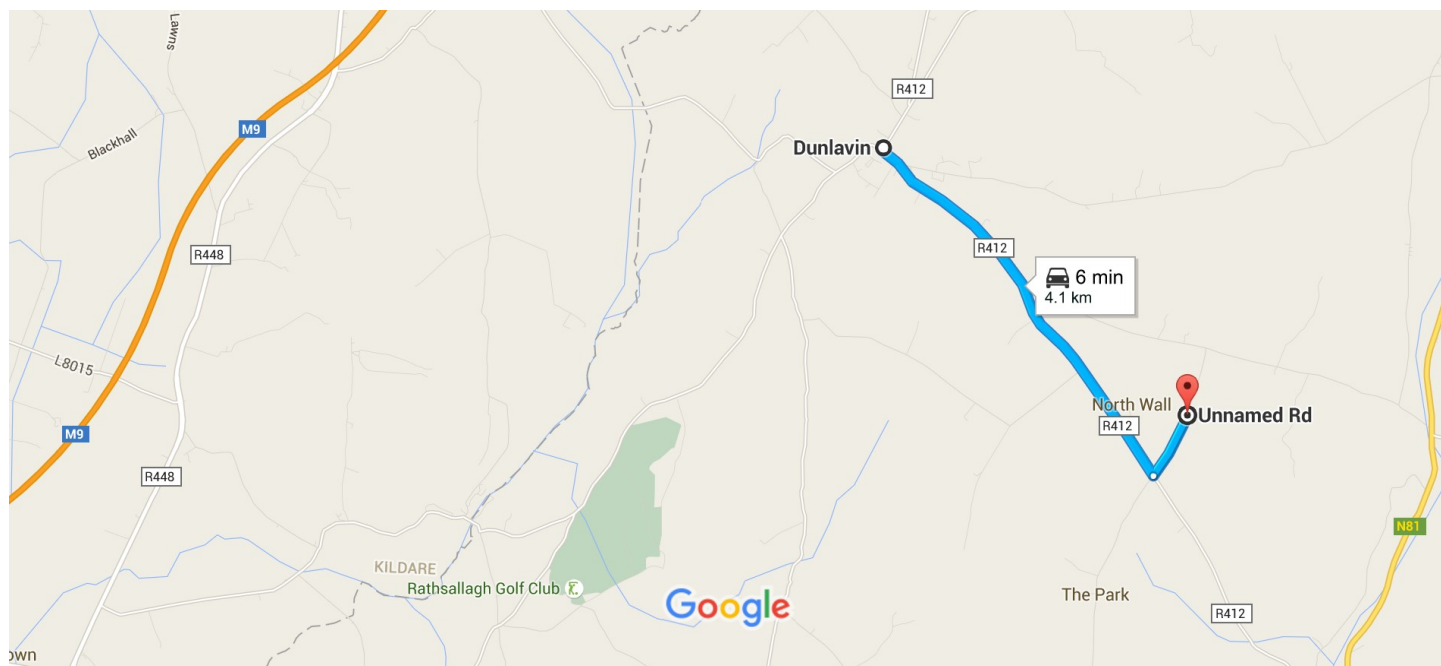 Lawns
R412
M9
Blackhall
Dunlavin
R412
R448
6 min
4.1 km
L8015
North Wall
Unnamed Rd
R412
M9
R448
N81
KILDARE
Rathsallagh Golf Club
The Park
Google
R412
own